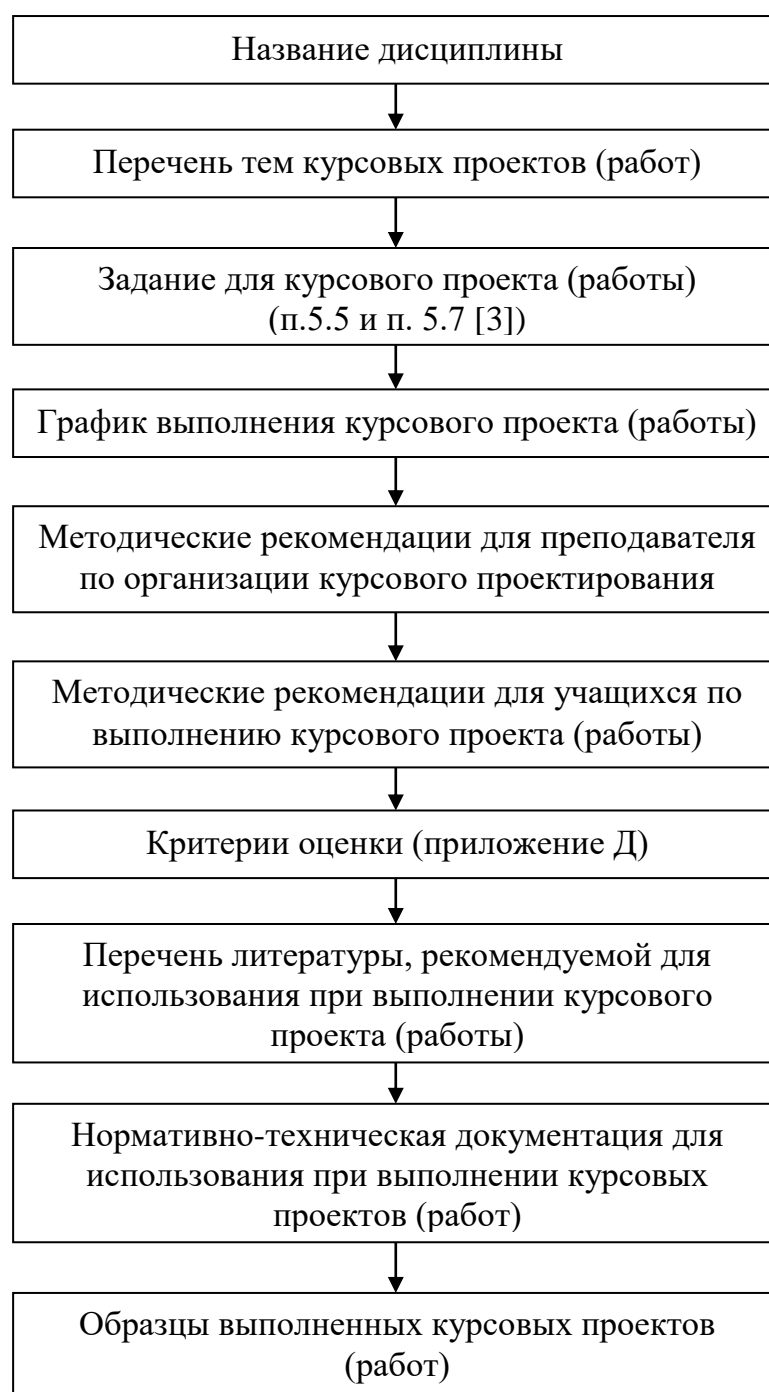 Название дисциплины
Перечень тем курсовых проектов (работ)
Задание для курсового проекта (работы)
(п.5.5 и п. 5.7 [3])
График выполнения курсового проекта (работы)
Методические рекомендации для преподавателя
по организации курсового проектирования
Методические рекомендации для учащихся по
выполнению курсового проекта (работы)
Критерии оценки (приложение Д)
Перечень литературы, рекомендуемой для
использования при выполнении курсового
проекта (работы)
Нормативно-техническая документация для
использования при выполнении курсовых
проектов (работ)
Образцы выполненных курсовых проектов
(работ)